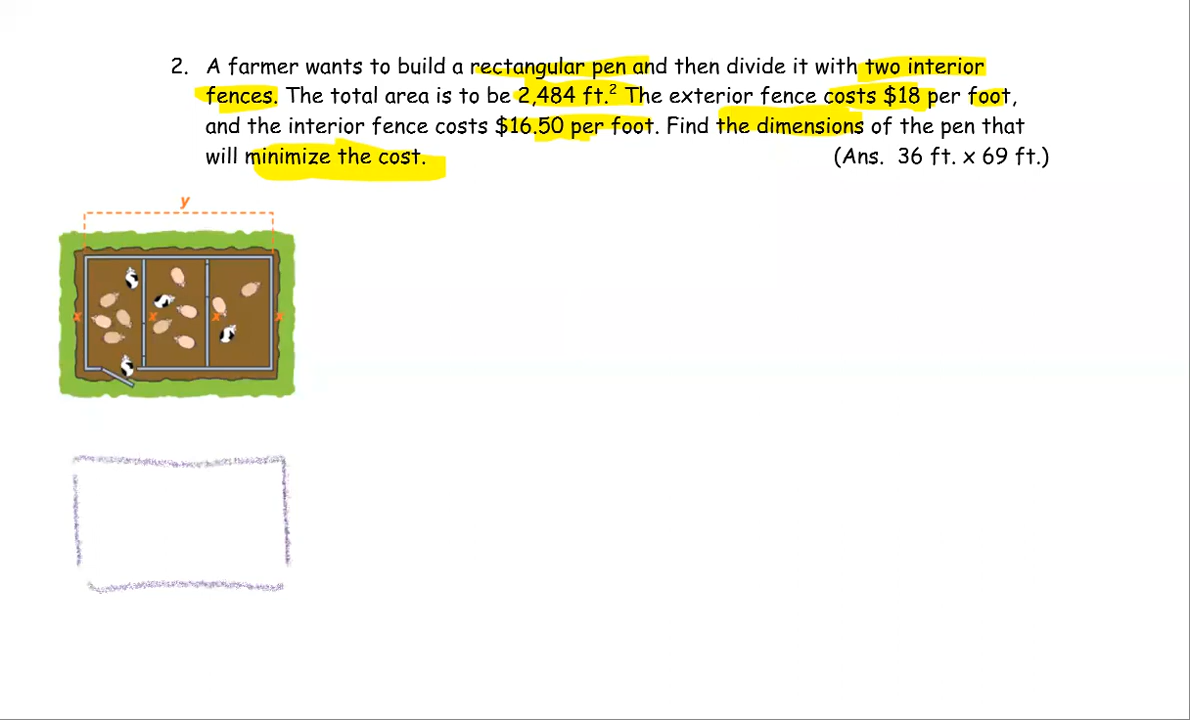 2. A farmer wants to build a rectangular pen and then divide it with two interior
fences. The total area is to be 2,484 ft.² The exterior fence costs $18 per foot,
and the interior fence costs $16.50 per foot. Find the dimensions of the pen that
will minimize the cost. (Ans. 36 ft. x 69 ft.)
y
x x x x